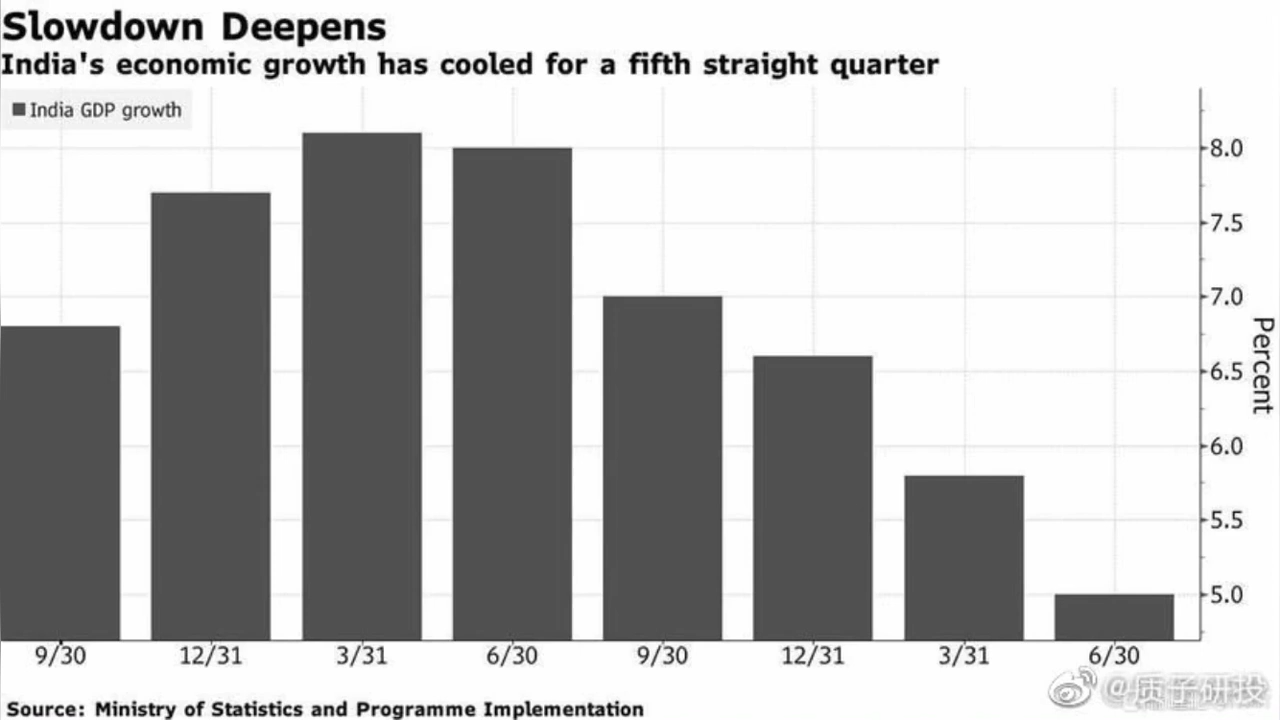 Slowdown Deepens
India's economic growth has cooled for a fifth straight quarter
India GDP growth
8.0
7.5
7.0
6.5
6.0
5.5
5.0
Percent
9/30 12/31 3/31 6/30 9/30 12/31 3/31 6/30
@质子研投
Source: Ministry of Statistics and Programme Implementation